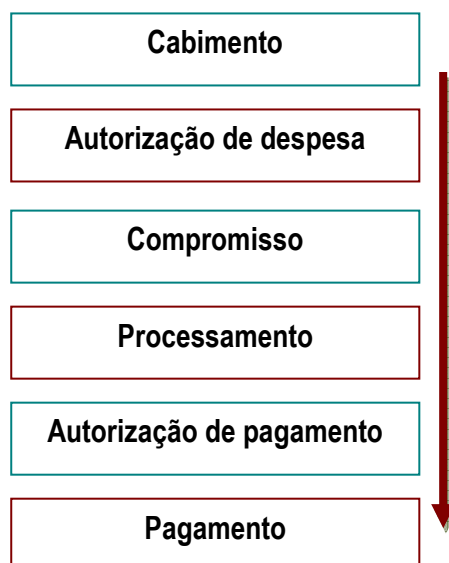 Cabimento
Autorização de despesa
Compromisso
Processamento
Autorização de pagamento
Pagamento